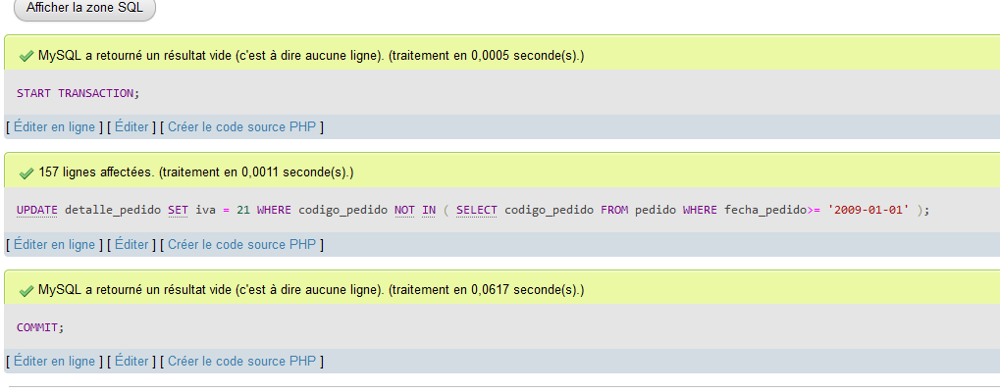 Afficher la zone SQL
MySQL a retourné un résultat vide (c'est à dire aucune ligne). (traitement en 0,0005 seconde(s).)
START TRANSACTION;
[ Éditer en ligne ] [ Éditer ] [ Créer le code source PHP ]
157 lignes affectées. (traitement en 0,0011 seconde(s).)
UPDATE detalle_pedido SET iva = 21 WHERE codigo_pedido NOT IN ( SELECT codigo_pedido FROM pedido WHERE fecha_pedido>= '2009-01-01' );
[ Éditer en ligne ] [ Éditer ] [ Créer le code source PHP ]
MySQL a retourné un résultat vide (c'est à dire aucune ligne). (traitement en 0,0617 seconde(s).)
COMMIT;
[ Éditer en ligne ] [ Éditer ] [ Créer le code source PHP ]